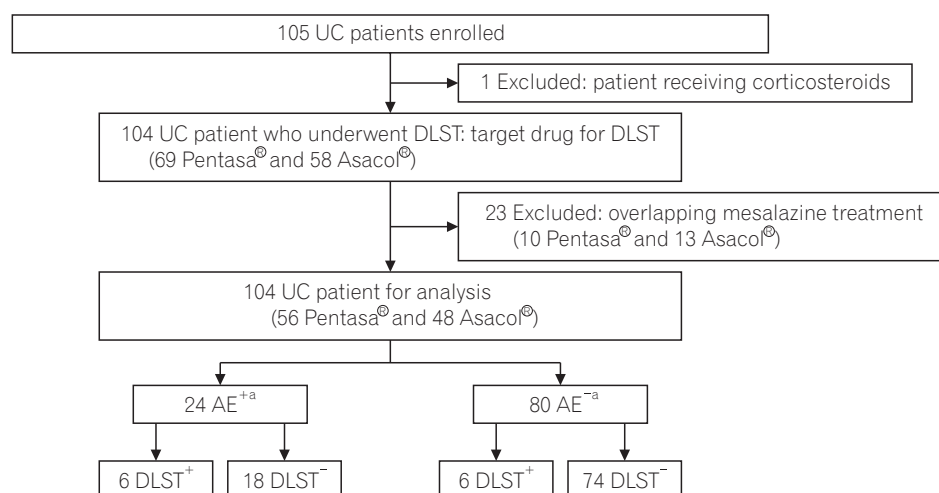 105 UC patients enrolled
1 Excluded: patient receiving corticosteroids
104 UC patient who underwent DLST: target drug for DLST
(69 Pentasa® and 58 Asacol®)
23 Excluded: overlapping mesalazine treatment
(10 Pentasa® and 13 Asacol®)
104 UC patient for analysis
(56 Pentasa® and 48 Asacol®)
24 AE⁺ᵃ
80 AE⁻ᵃ
6 DLST⁺
18 DLST⁻
6 DLST⁺
74 DLST⁻